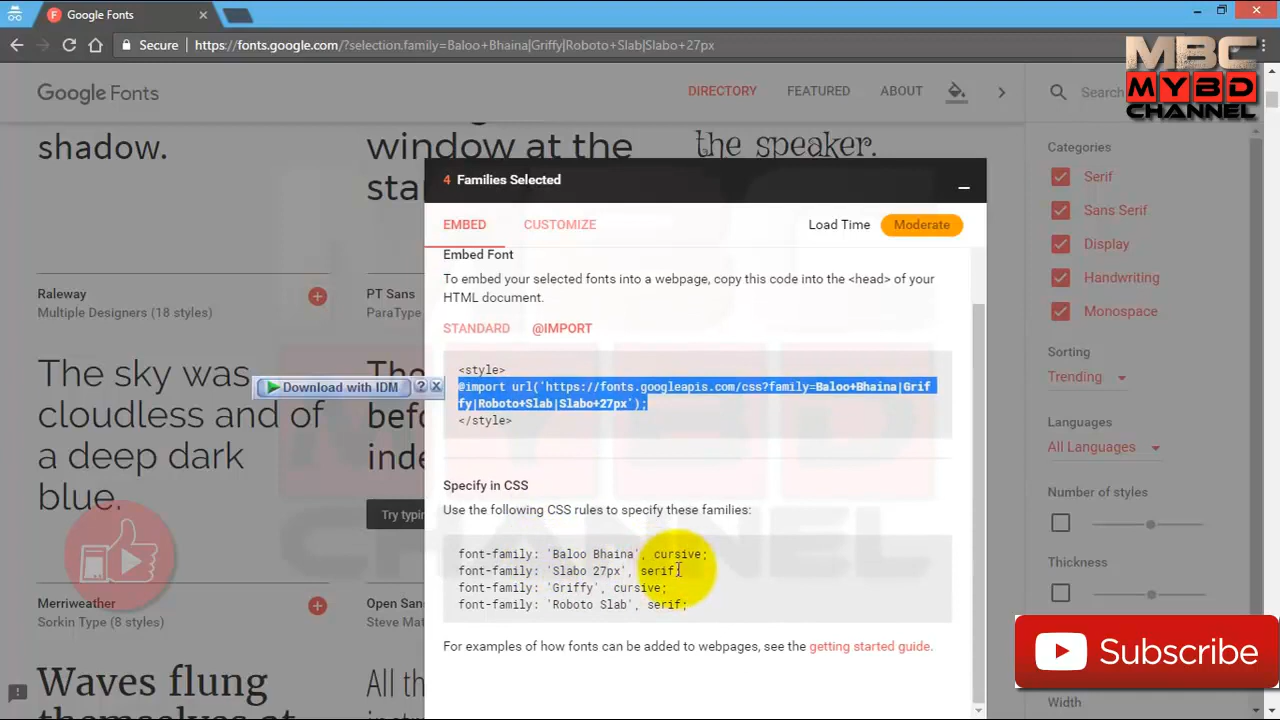 Google Fonts
Secure
https://fonts.google.com/?selection.family=Baloo+Bhaina|Griffy|Roboto+Slab|Slabo+27px
MBC
MYBD
CHANNEL
Google Fonts
DIRECTORY
FEATURED
ABOUT
Search
shadow.
window at the
the speaker.
4 Families Selected
EMBED
CUSTOMIZE
Load Time
Moderate
Embed Font
To embed your selected fonts into a webpage, copy this code into the <head> of your
HTML document.
STANDARD
@IMPORT
<style>
@import url('https://fonts.googleapis.com/css?family=Baloo+Bhaina|Grif
fy|Roboto+Slab|Slabo+27px');
</style>
Specify in CSS
Use the following CSS rules to specify these families:
font-family: 'Baloo Bhaina', cursive;
font-family: 'Slabo 27px', serif;
font-family: 'Griffy', cursive;
font-family: 'Roboto Slab', serif;
For examples of how fonts can be added to webpages, see the getting started guide.
Raleway
Multiple Designers (18 styles)
PT Sans
ParaType
The sky was
cloudless and of
a deep dark
blue.
Download with IDM
?
Merriweather
Sorkin Type (8 styles)
Waves flung
Categories
Serif
Sans Serif
Display
Handwriting
Monospace
Sorting
Trending
Languages
All Languages
Number of styles
Thickness
Subscribe
Width
MYBD
CHANNEL